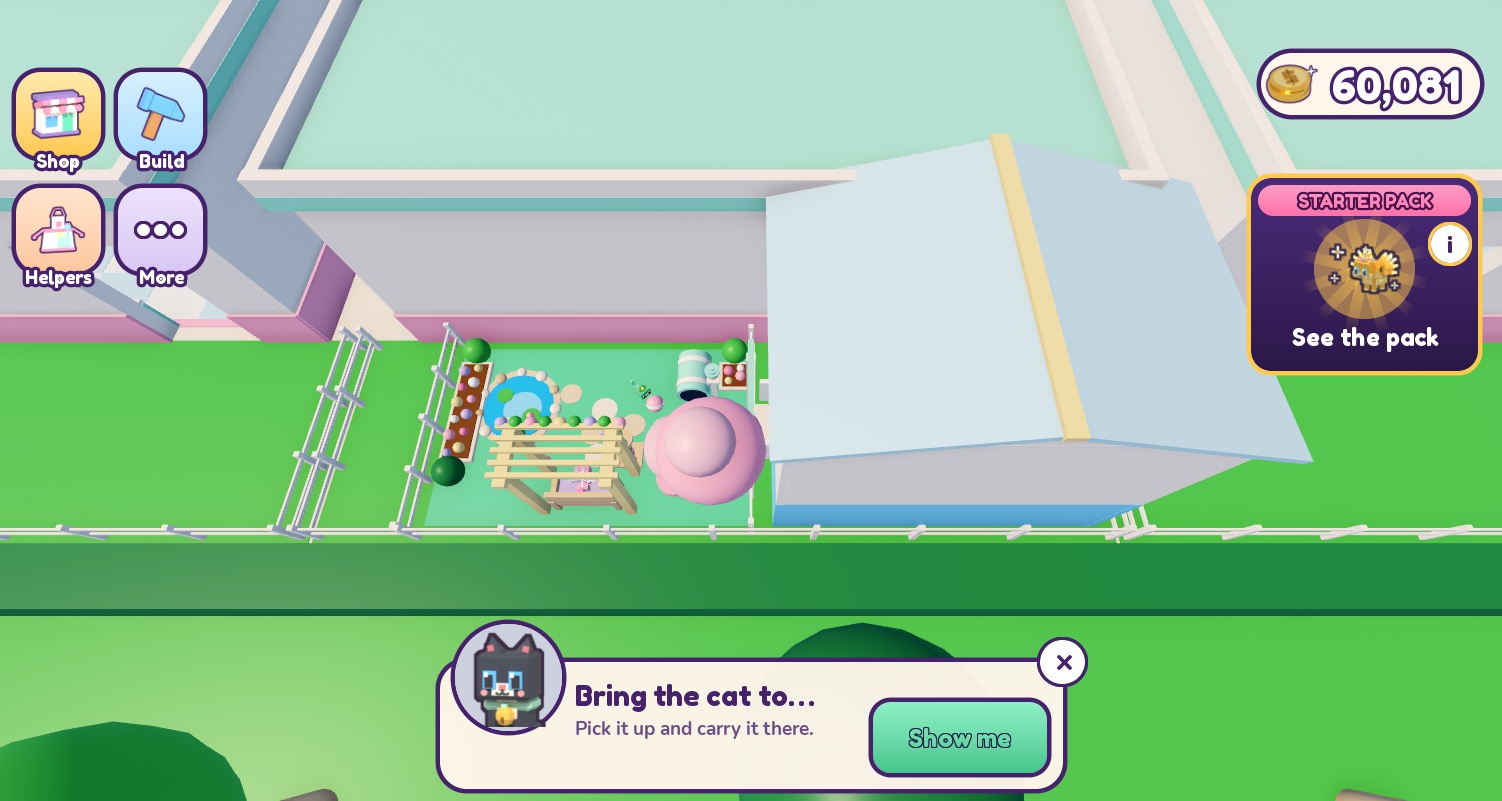 60,081
Shop
Build
STARTER PACK
i
Helpers
More
See the pack
Bring the cat to...
Pick it up and carry it there.
Show me